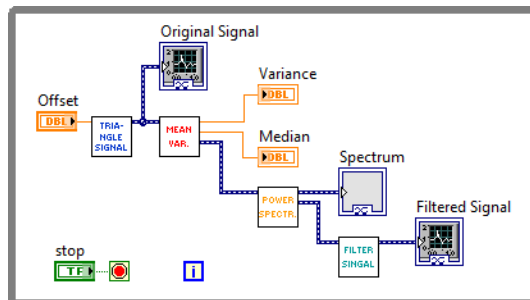 Original Signal
Variance
DBL
Offset
DBL
TRIA-
NGLE
SIGNAL
MEAN
VAR.
Median
DBL
Spectrum
POWER
SPECTR.
Filtered Signal
FILTER
SINGAL
stop
TF
i